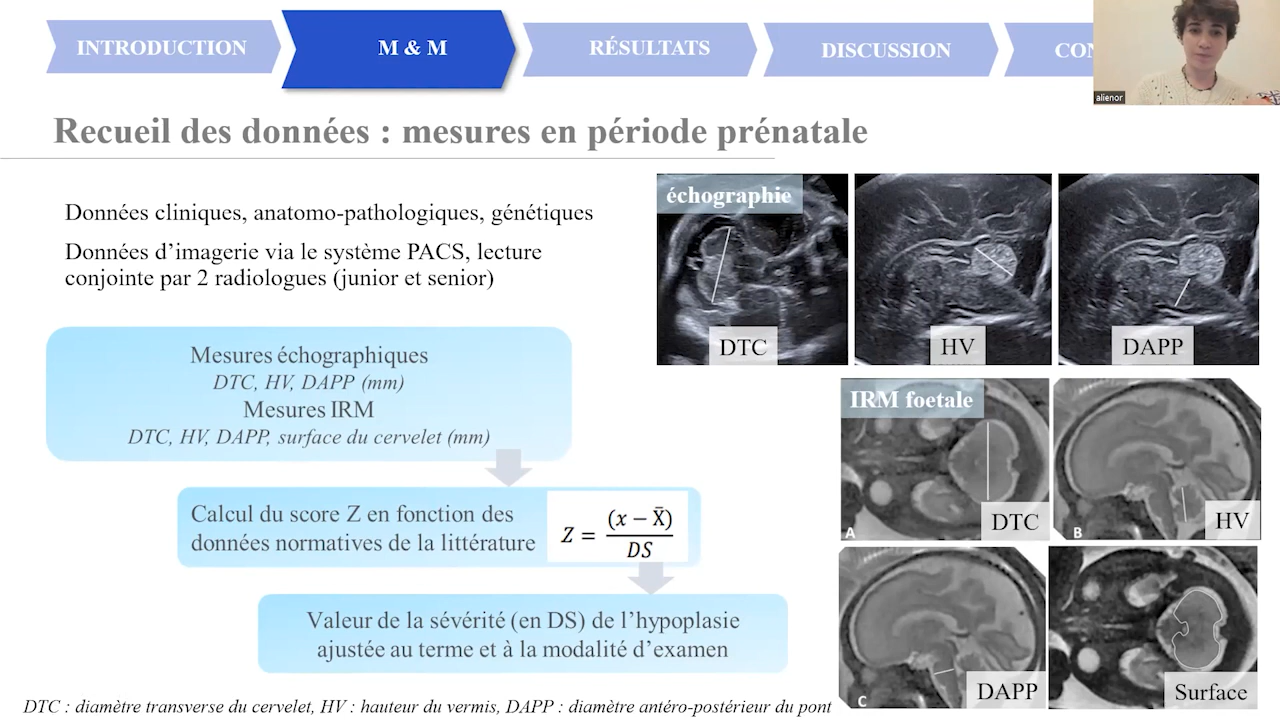 INTRODUCTION
M & M
RÉSULTATS
DISCUSSION
CON
alienor
Recueil des données : mesures en période prénatale
Données cliniques, anatomo-pathologiques, génétiques
Données d’imagerie via le système PACS, lecture
conjointe par 2 radiologues (junior et senior)
Mesures échographiques
DTC, HV, DAPP (mm)
Mesures IRM
DTC, HV, DAPP, surface du cervelet (mm)
Calcul du score Z en fonction des
données normatives de la littérature
Z = (x − X̄) / DS
Valeur de la sévérité (en DS) de l’hypoplasie
ajustée au terme et à la modalité d’examen
échographie
DTC
HV
DAPP
IRM foetale
A
DTC
B
HV
C
DAPP
Surface
DTC : diamètre transverse du cervelet, HV : hauteur du vermis, DAPP : diamètre antéro-postérieur du pont